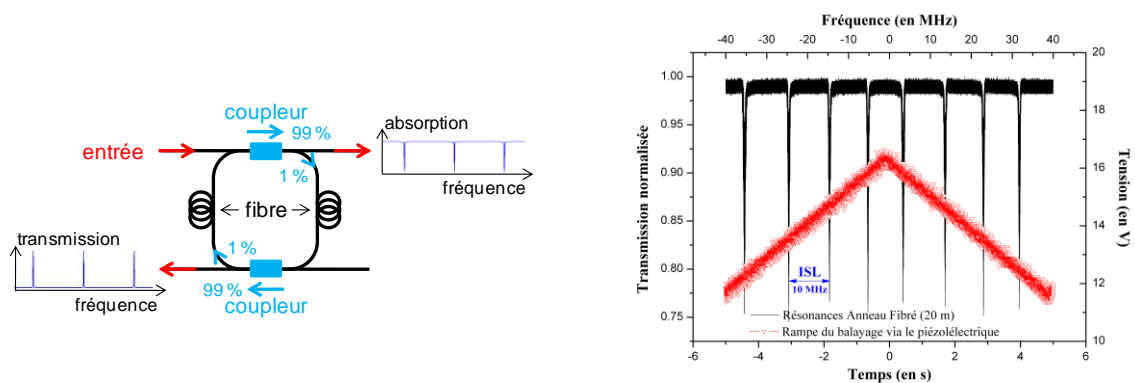 coupleur
99 %
entrée
1 %
absorption
fréquence
fibre
transmission
fréquence
1 %
99 %
coupleur
Fréquence (en MHz)
-40 -30 -20 -10 0 10 20 30 40
Transmission normalisée
1.00
0.95
0.90
0.85
0.80
0.75
20
18
16
14
12
10
Tension (en V)
ISL
10 MHz
Résonances Anneau Fibré (20 m)
Rampe du balayage via le piézolélectrique
-6 -4 -2 0 2 4 6
Temps (en s)